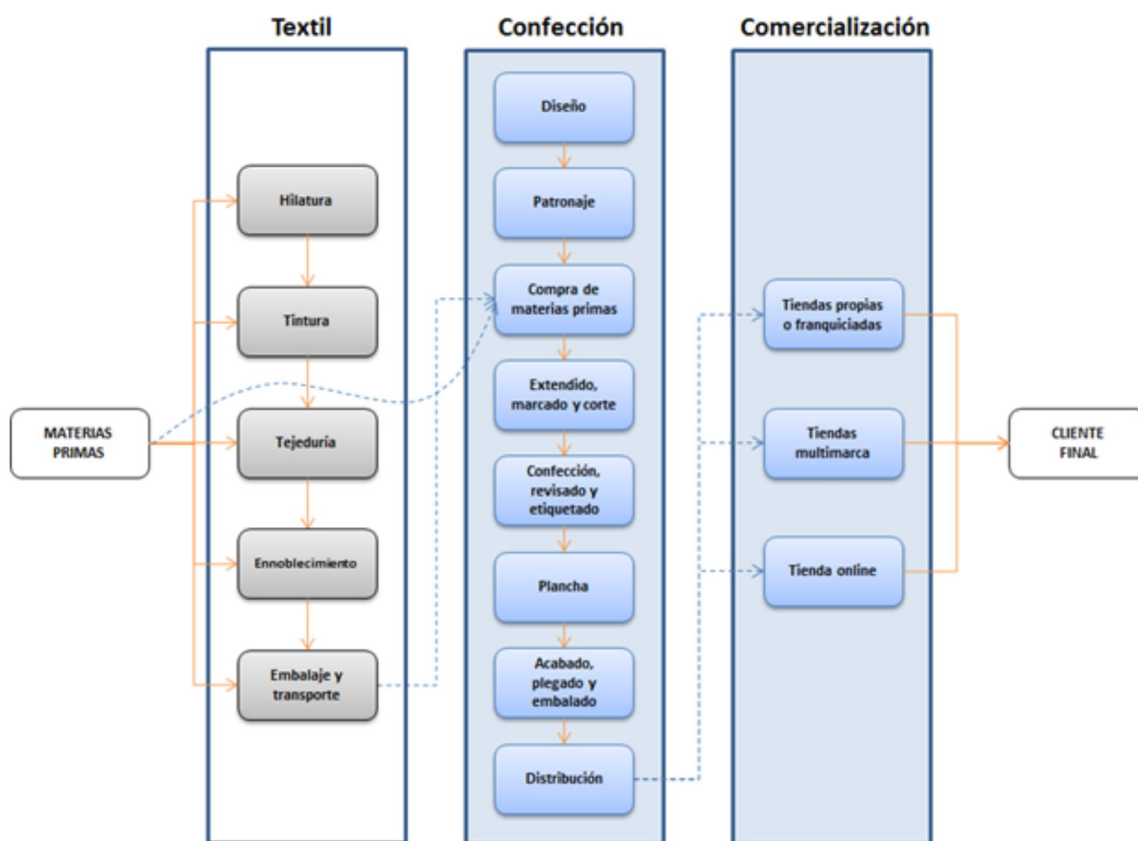 Textil
Confección
Comercialización
MATERIAS
PRIMAS
Hilatura
Tintura
Tejeduría
Ennoblecimiento
Embalaje y
transporte
Diseño
Patronaje
Compra de
materias primas
Extendido,
marcado y corte
Confección,
revisado y
etiquetado
Plancha
Acabado,
plegado y
embalado
Distribución
Tiendas propias
o franquiciadas
Tiendas
multimarca
Tienda online
CLIENTE
FINAL